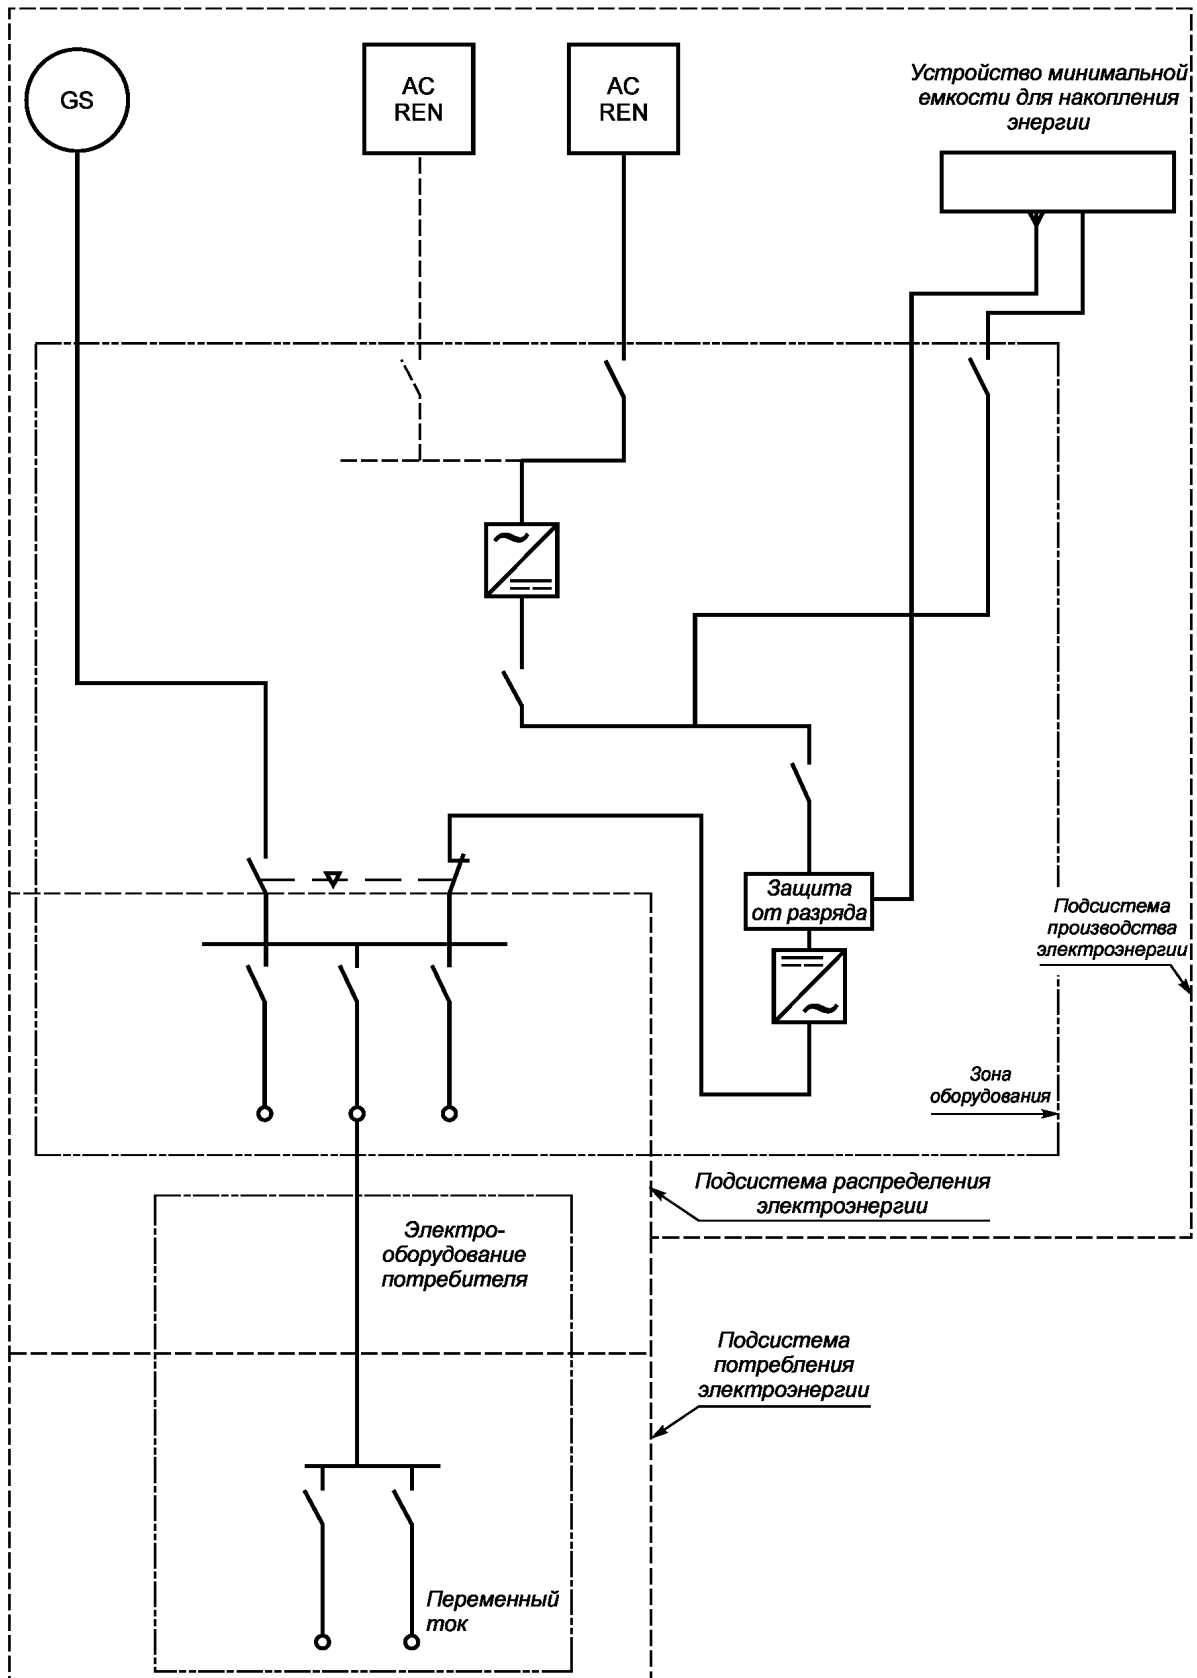 GS
AC
REN
AC
REN
Устройство минимальной
емкости для накопления
энергии
Защита
от разряда
Подсистема
производства
электроэнергии
Зона
оборудования
Подсистема распределения
электроэнергии
Электро-
оборудование
потребителя
Подсистема
потребления
электроэнергии
Переменный
ток